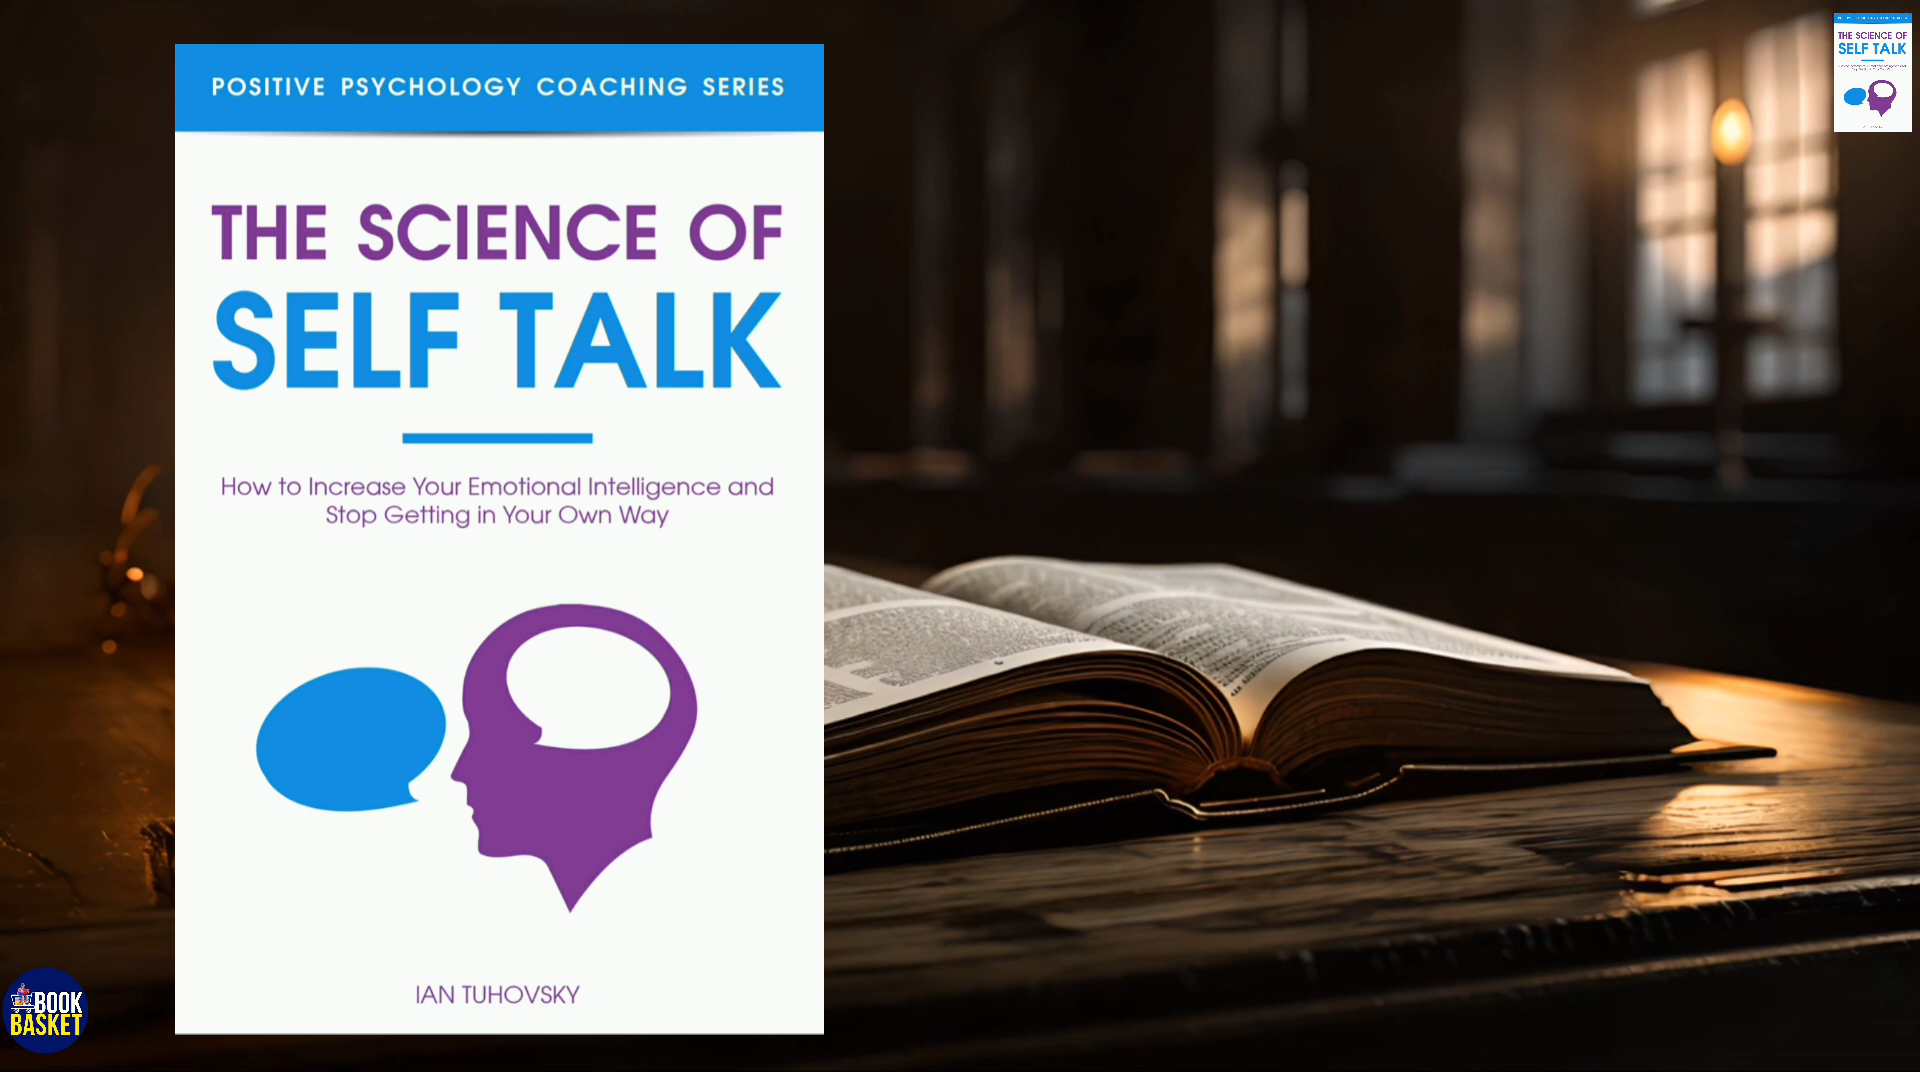 POSITIVE PSYCHOLOGY COACHING SERIES
THE SCIENCE OF
SELF TALK
How to Increase Your Emotional Intelligence and
Stop Getting in Your Own Way
IAN TUHOVSKY
THE SCIENCE OF
SELF TALK
BOOK
BASKET